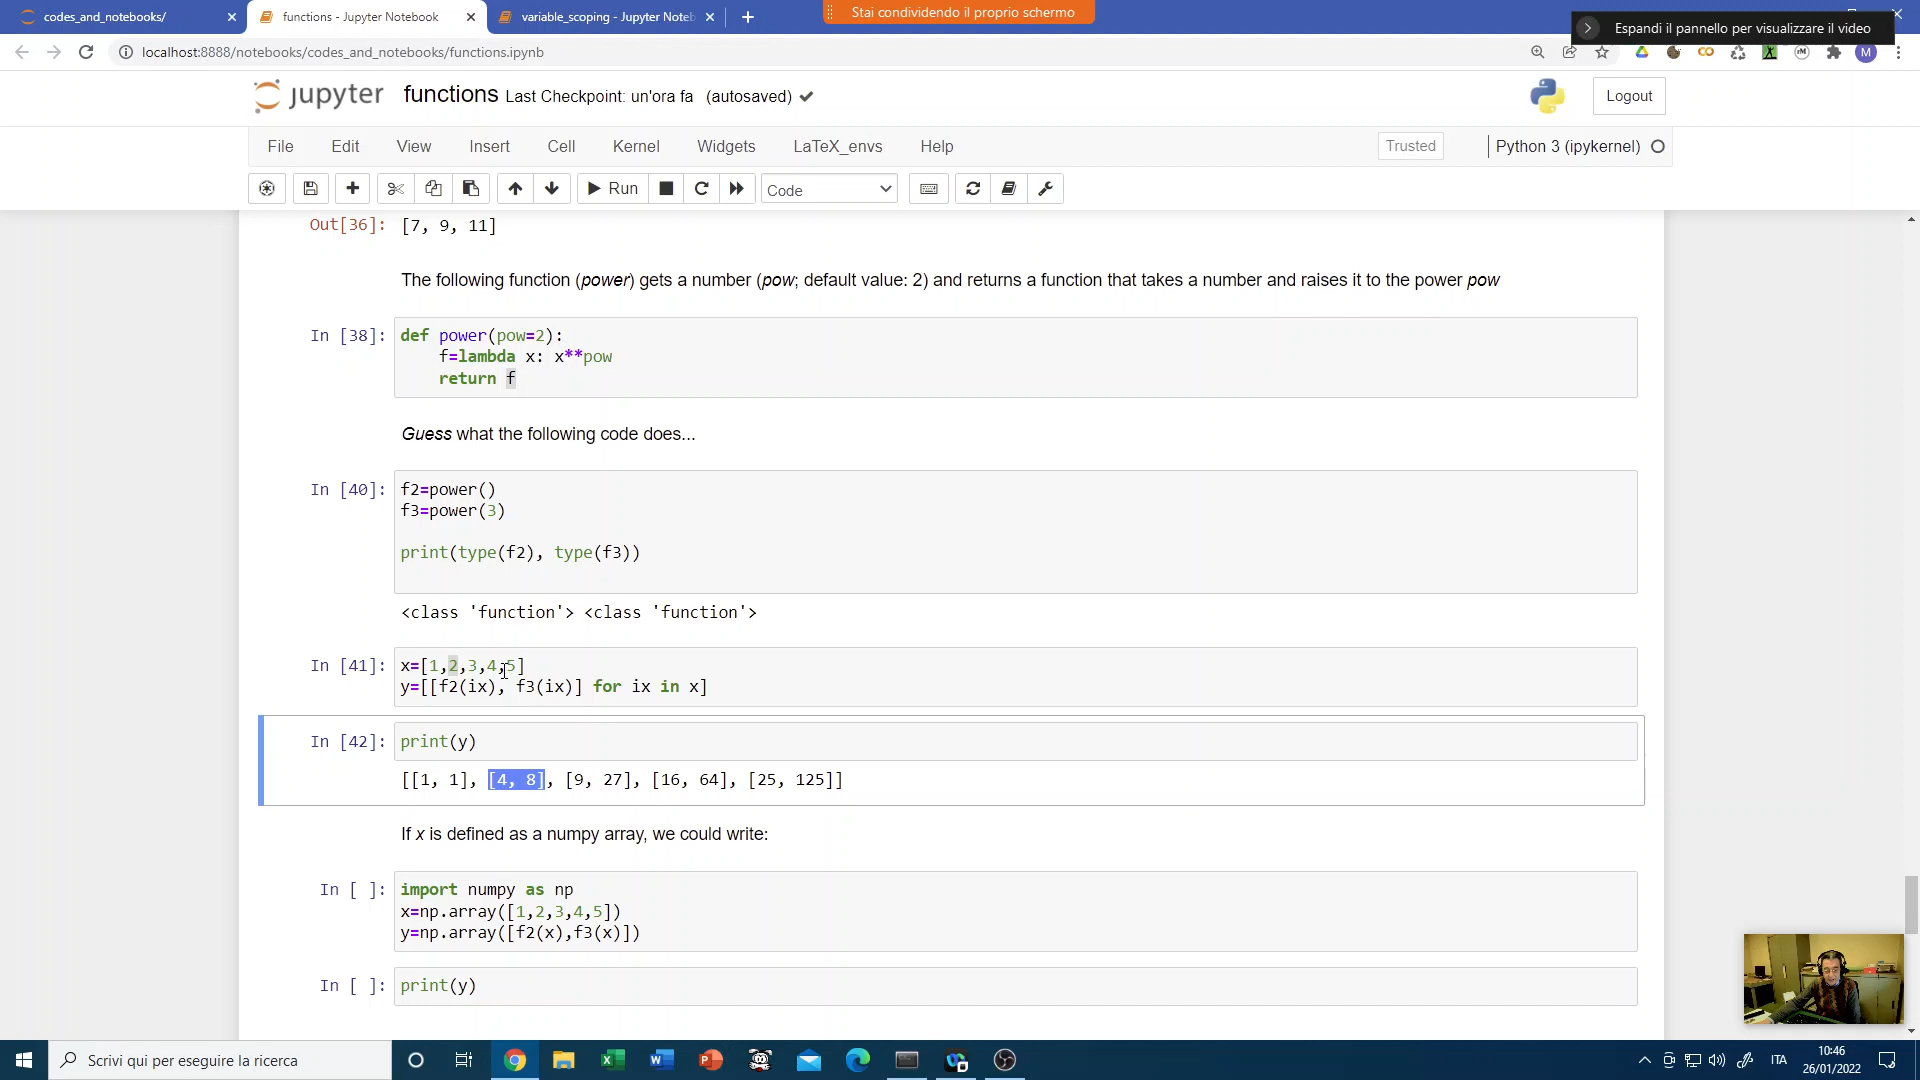 codes_and_notebooks/
functions - Jupyter Notebook
variable_scoping - Jupyter Noteb
Stai condividendo il proprio schermo
Espandi il pannello per visualizzare il video
localhost:8888/notebooks/codes_and_notebooks/functions.ipynb
M
jupyter functions Last Checkpoint: un'ora fa (autosaved)
Logout
File Edit View Insert Cell Kernel Widgets LaTeX_envs Help
Trusted
Python 3 (ipykernel)
Run
Code
Out[36]: [7, 9, 11]
The following function (power) gets a number (pow; default value: 2) and returns a function that takes a number and raises it to the power pow
In [38]: def power(pow=2):
f=lambda x: x**pow
return f
Guess what the following code does...
In [40]: f2=power()
f3=power(3)
print(type(f2), type(f3))
<class 'function'> <class 'function'>
In [41]: x=[1,2,3,4,5]
y=[[f2(ix), f3(ix)] for ix in x]
In [42]: print(y)
[[1, 1], [4, 8], [9, 27], [16, 64], [25, 125]]
If x is defined as a numpy array, we could write:
In [ ]: import numpy as np
x=np.array([1,2,3,4,5])
y=np.array([f2(x),f3(x)])
In [ ]: print(y)
Scrivi qui per eseguire la ricerca
ITA
10:46
26/01/2022